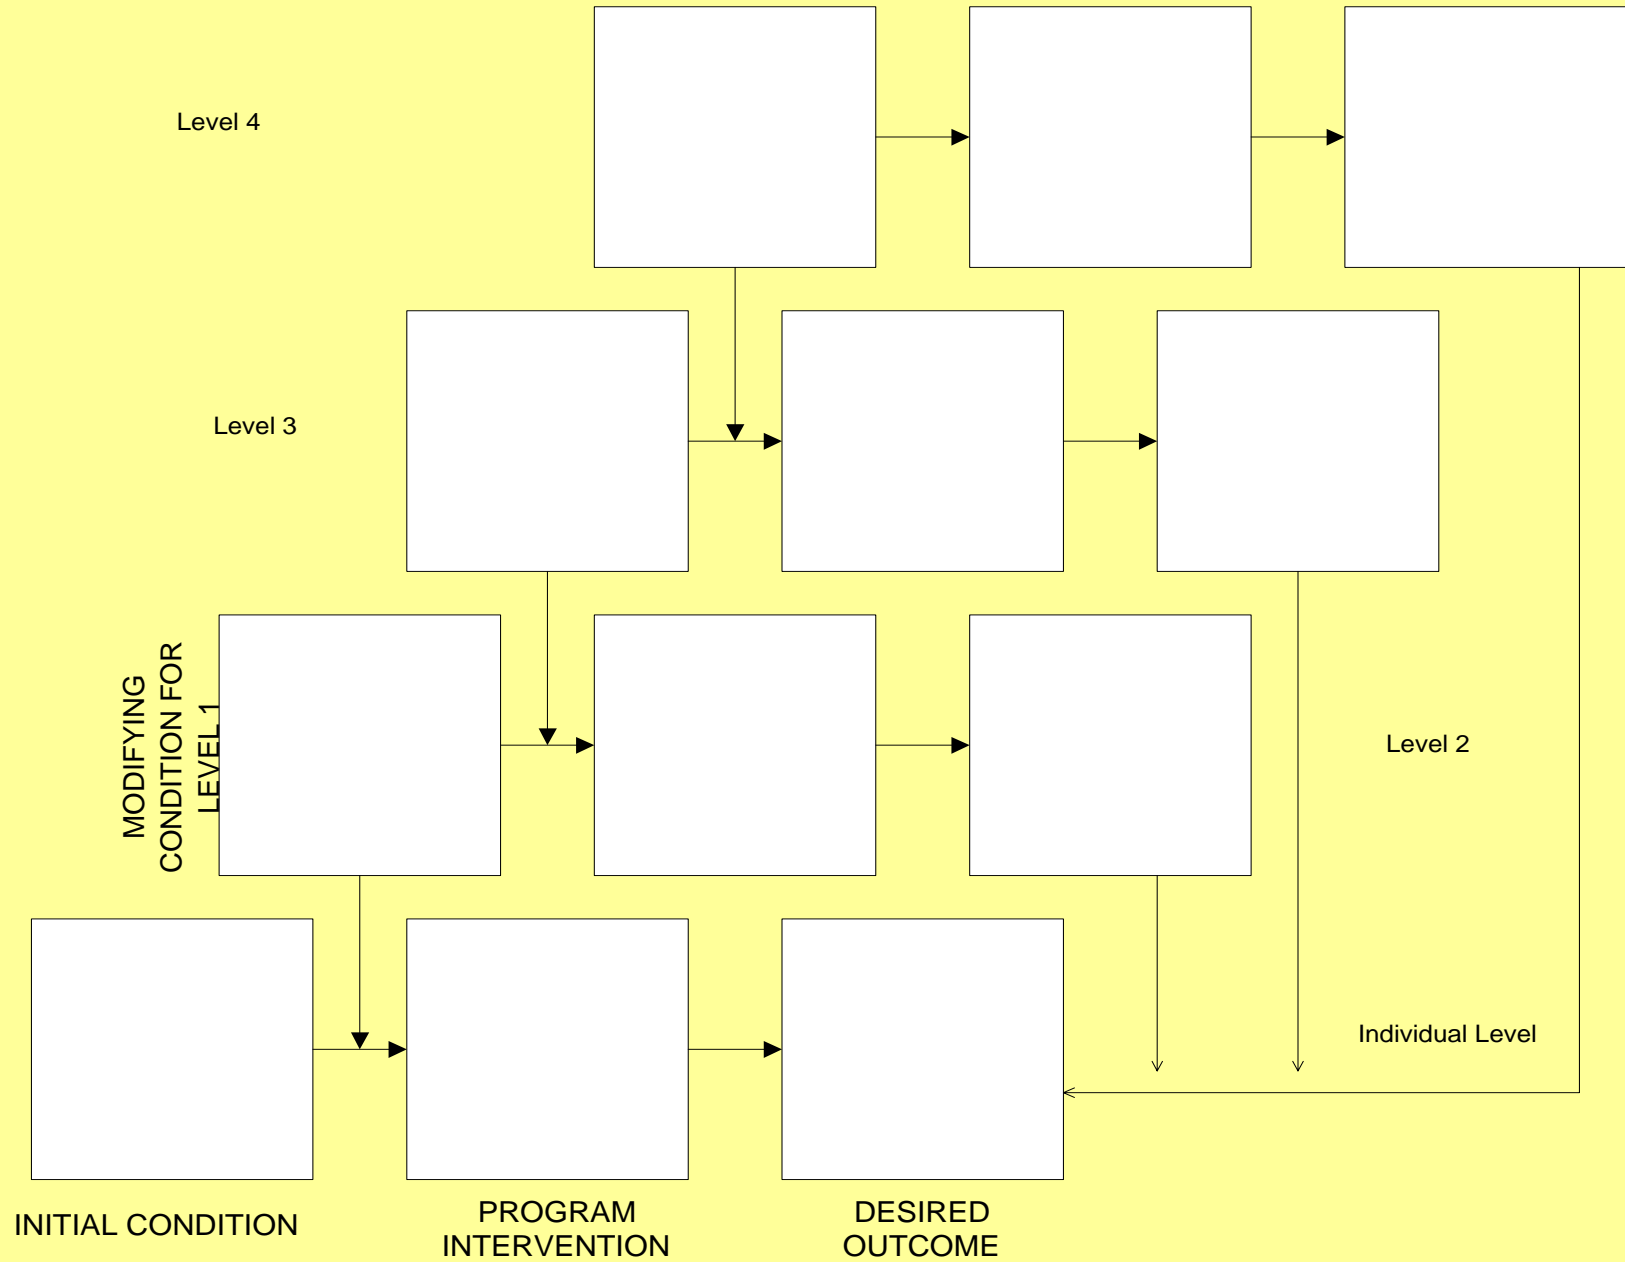 Level 4
Level 3
MODIFYING
CONDITION FOR
LEVEL 1
Level 2
Individual Level
INITIAL CONDITION
PROGRAM
INTERVENTION
DESIRED
OUTCOME